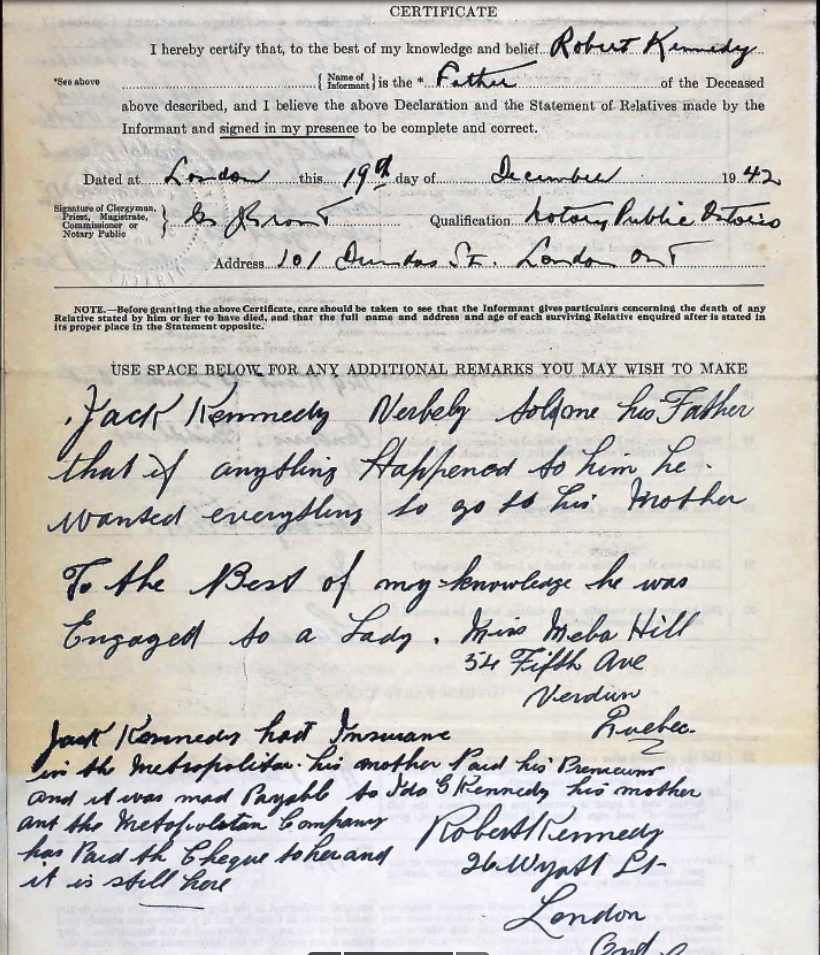 CERTIFICATE
I hereby certify that, to the best of my knowledge and belief Robert Kennedy
*See above { Name of Informant } is the * Father of the Deceased
above described, and I believe the above Declaration and the Statement of Relatives made by the
Informant and signed in my presence to be complete and correct.
Dated at London this 19th day of December 1942
Signature of Clergyman, Priest, Magistrate, Commissioner or Notary Public } Qualification Notary Public Ontario
Address 101 Dundas St. London Ont
NOTE.—Before granting the above Certificate, care should be taken to see that the Informant gives particulars concerning the death of any
Relative stated by him or her to have died, and that the full name and address and age of each surviving Relative enquired after is stated in
its proper place in the Statement opposite.
USE SPACE BELOW FOR ANY ADDITIONAL REMARKS YOU MAY WISH TO MAKE
Jack Kennedy Verbely told me his Father
that if anything Happened to him he
wanted everything to go to his Mother
To the Best of my knowledge he was
Engaged to a Lady. Miss Meba Hill
54 Fifth Ave
Verdun
Quebec.
Jack Kennedy had Insurane
in the Metropolitan. his mother Paid his Premeums
and it was mad Payable to Ida G Kennedy his mother
ant the Metopolotan Company
has Paid th Cheque to her and
it is still here
Robert Kennedy
26 Wyatt St-
London